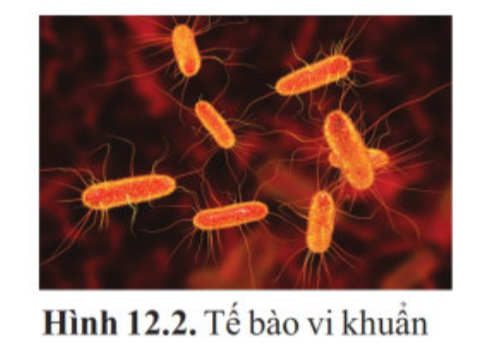 Hình 12.2. Tế bào vi khuẩn